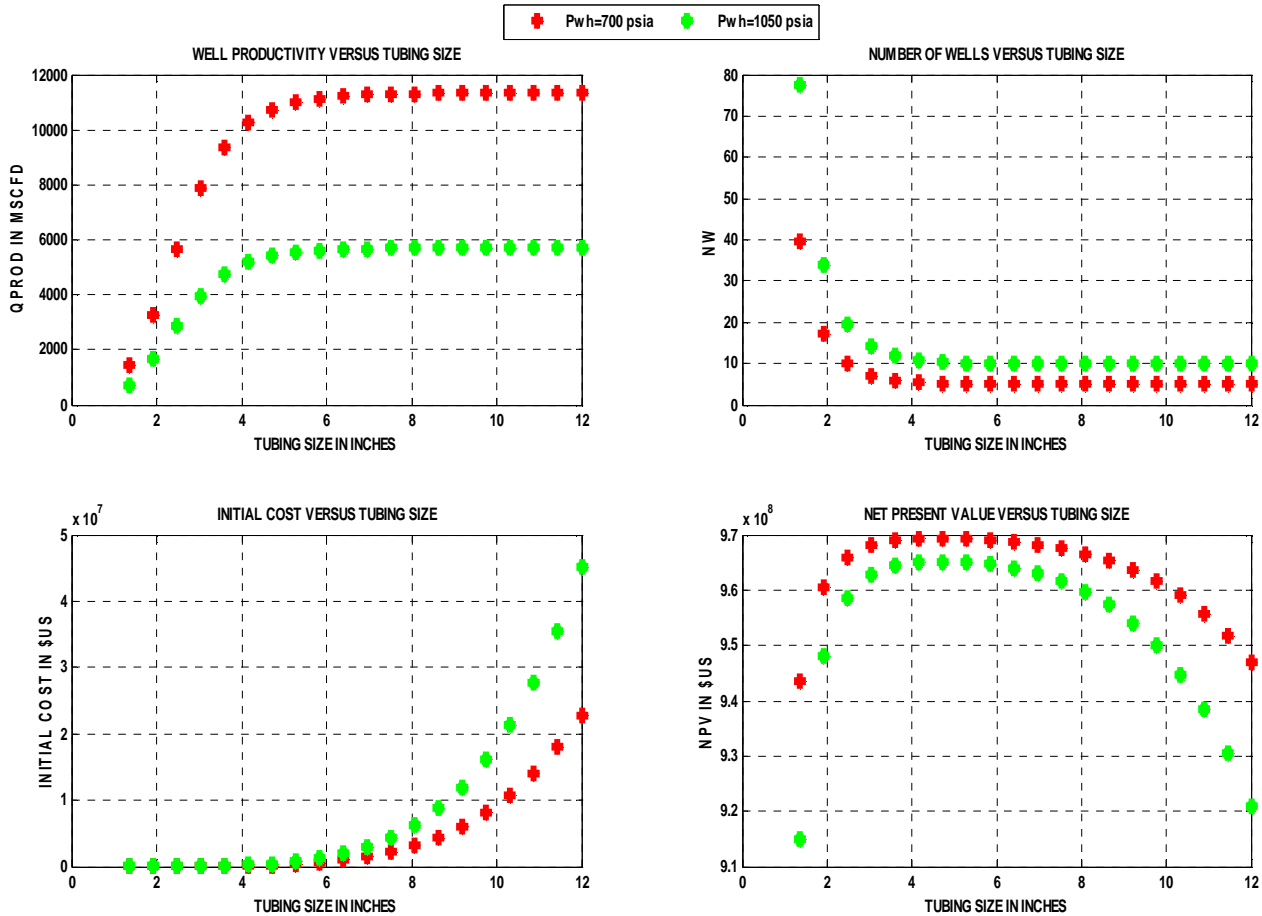 Pwh=700 psia Pwh=1050 psia
WELL PRODUCTIVITY VERSUS TUBING SIZE
12000
10000
8000
6000
4000
2000
0
QPROD IN MSCFD
0 2 4 6 8 10 12
TUBING SIZE IN INCHES
NUMBER OF WELLS VERSUS TUBING SIZE
80
70
60
50
40
30
20
10
0
NW
0 2 4 6 8 10 12
TUBING SIZE IN INCHES
INITIAL COST VERSUS TUBING SIZE
x 10^7
5
4
3
2
1
0
INITIAL COST IN $US
0 2 4 6 8 10 12
TUBING SIZE IN INCHES
NET PRESENT VALUE VERSUS TUBING SIZE
x 10^8
9.7
9.6
9.5
9.4
9.3
9.2
9.1
NPV IN $US
0 2 4 6 8 10 12
TUBING SIZE IN INCHES